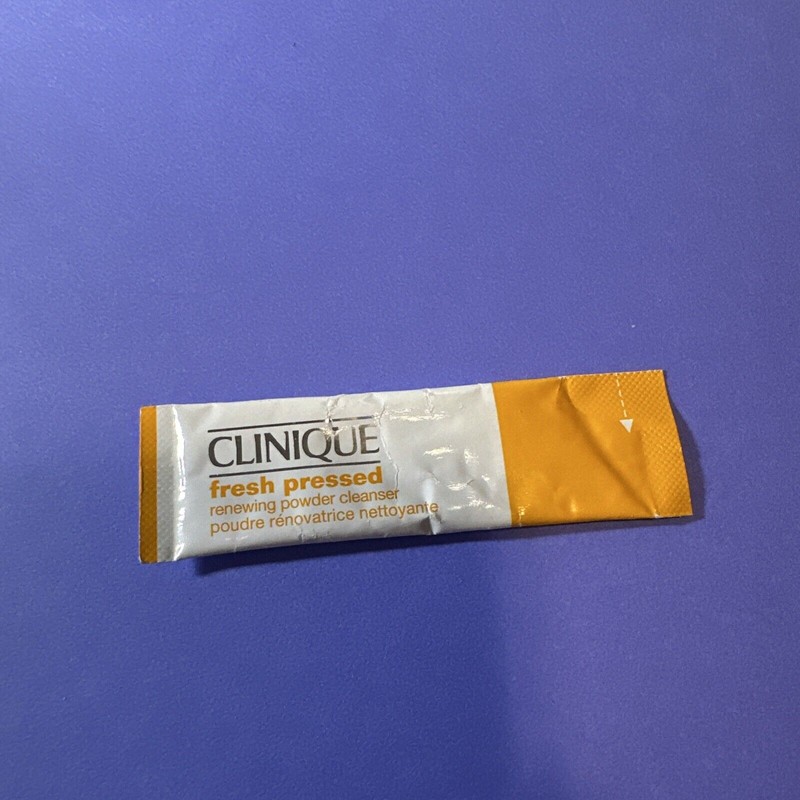 CLINIQUE
fresh pressed
renewing powder cleanser
poudre rénovatrice nettoyante